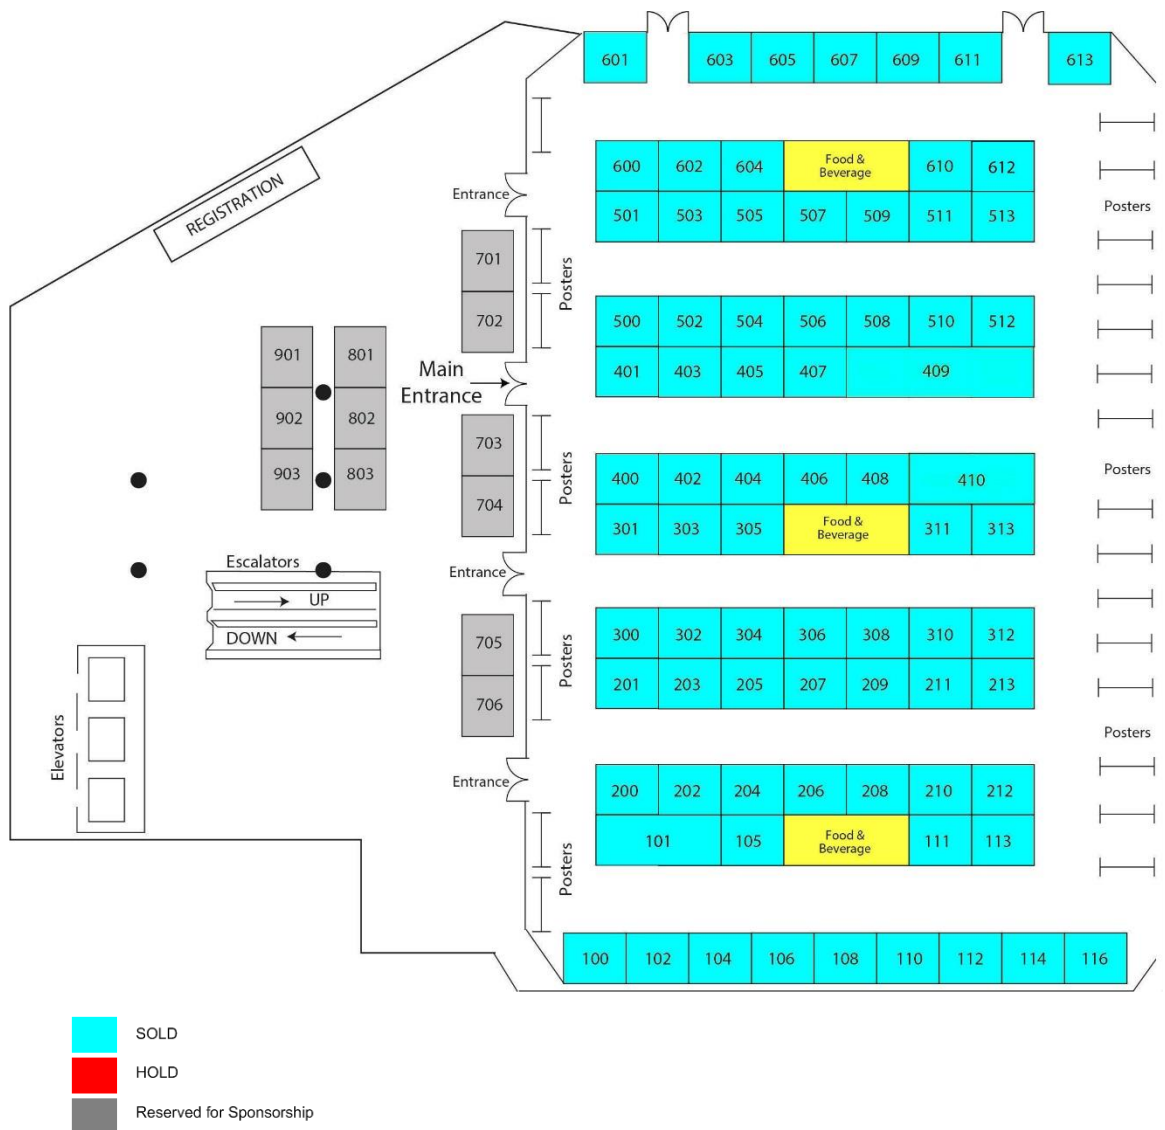 601 603 605 607 609 611 613
REGISTRATION
Entrance
600 602 604 Food & Beverage 610 612
501 503 505 507 509 511 513
Posters
701
702
Posters
500 502 504 506 508 510 512
401 403 405 407 409
901 801
902 802
903 803
Main
Entrance
703
704
Posters
400 402 404 406 408 410
301 303 305 Food & Beverage 311 313
Posters
Escalators
UP
DOWN
Entrance
705
706
Posters
300 302 304 306 308 310 312
201 203 205 207 209 211 213
Posters
Elevators
Entrance
200 202 204 206 208 210 212
101 105 Food & Beverage 111 113
Posters
100 102 104 106 108 110 112 114 116
SOLD
HOLD
Reserved for Sponsorship